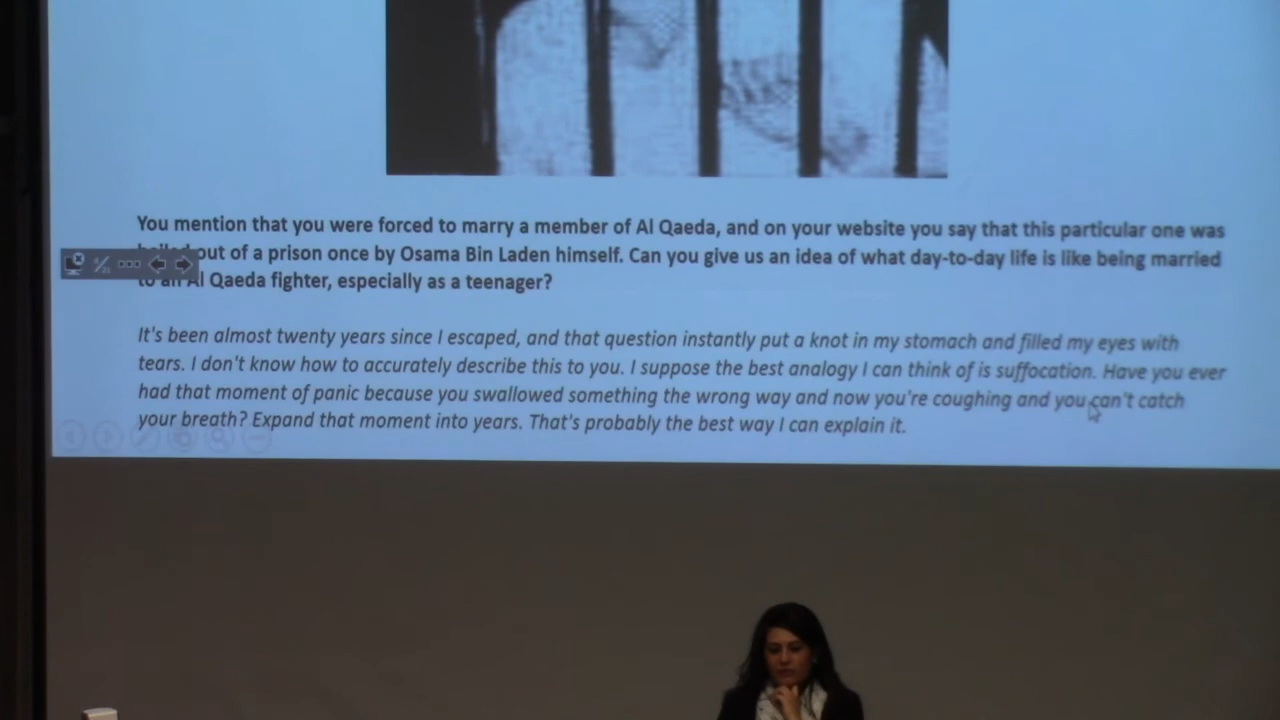 You mention that you were forced to marry a member of Al Qaeda, and on your website you say that this particular one was
out of a prison once by Osama Bin Laden himself. Can you give us an idea of what day-to-day life is like being married
to an Al Qaeda fighter, especially as a teenager?
It's been almost twenty years since I escaped, and that question instantly put a knot in my stomach and filled my eyes with
tears. I don't know how to accurately describe this to you. I suppose the best analogy I can think of is suffocation. Have you ever
had that moment of panic because you swallowed something the wrong way and now you're coughing and you can't catch
your breath? Expand that moment into years. That's probably the best way I can explain it.